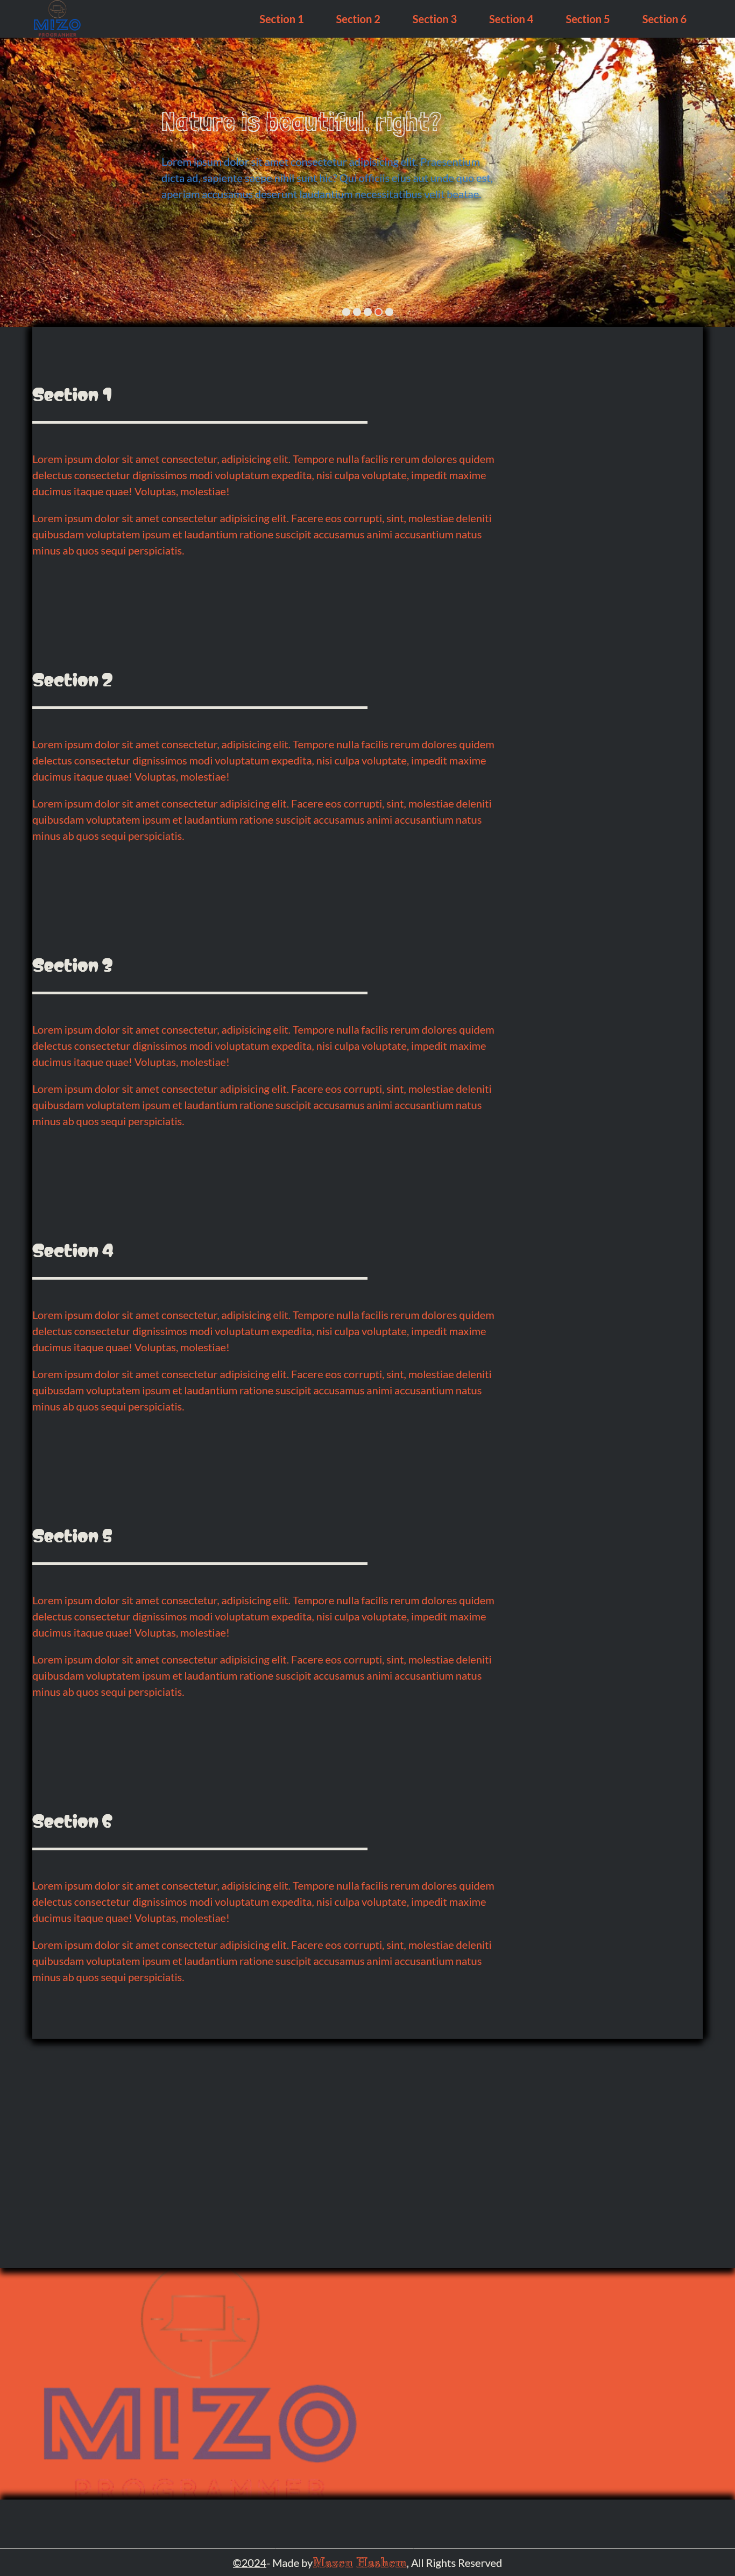 MIZO
PROGRAMMER
Section 1 Section 2 Section 3 Section 4 Section 5 Section 6
Nature is beautiful, right?
Lorem ipsum dolor sit amet consectetur adipisicing elit.
dicta ad, sapiente
aperiam accusamus deserunt laudantium necessitatibus velit beatae.
Section 1
Lorem ipsum dolor sit amet consectetur, adipisicing elit. Tempore nulla facilis rerum dolores quidem
delectus consectetur dignissimos modi voluptatum expedita, nisi culpa voluptate, impedit maxime
ducimus itaque quae! Voluptas, molestiae!
Lorem ipsum dolor sit amet consectetur adipisicing elit. Facere eos corrupti, sint, molestiae deleniti
quibusdam voluptatem ipsum et laudantium ratione suscipit accusamus animi accusantium natus
minus ab quos sequi perspiciatis.
Section 2
Lorem ipsum dolor sit amet consectetur, adipisicing elit. Tempore nulla facilis rerum dolores quidem
delectus consectetur dignissimos modi voluptatum expedita, nisi culpa voluptate, impedit maxime
ducimus itaque quae! Voluptas, molestiae!
Lorem ipsum dolor sit amet consectetur adipisicing elit. Facere eos corrupti, sint, molestiae deleniti
quibusdam voluptatem ipsum et laudantium ratione suscipit accusamus animi accusantium natus
minus ab quos sequi perspiciatis.
Section 3
Lorem ipsum dolor sit amet consectetur, adipisicing elit. Tempore nulla facilis rerum dolores quidem
delectus consectetur dignissimos modi voluptatum expedita, nisi culpa voluptate, impedit maxime
ducimus itaque quae! Voluptas, molestiae!
Lorem ipsum dolor sit amet consectetur adipisicing elit. Facere eos corrupti, sint, molestiae deleniti
quibusdam voluptatem ipsum et laudantium ratione suscipit accusamus animi accusantium natus
minus ab quos sequi perspiciatis.
Section 4
Lorem ipsum dolor sit amet consectetur, adipisicing elit. Tempore nulla facilis rerum dolores quidem
delectus consectetur dignissimos modi voluptatum expedita, nisi culpa voluptate, impedit maxime
ducimus itaque quae! Voluptas, molestiae!
Lorem ipsum dolor sit amet consectetur adipisicing elit. Facere eos corrupti, sint, molestiae deleniti
quibusdam voluptatem ipsum et laudantium ratione suscipit accusamus animi accusantium natus
minus ab quos sequi perspiciatis.
Section 5
Lorem ipsum dolor sit amet consectetur, adipisicing elit. Tempore nulla facilis rerum dolores quidem
delectus consectetur dignissimos modi voluptatum expedita, nisi culpa voluptate, impedit maxime
ducimus itaque quae! Voluptas, molestiae!
Lorem ipsum dolor sit amet consectetur adipisicing elit. Facere eos corrupti, sint, molestiae deleniti
quibusdam voluptatem ipsum et laudantium ratione suscipit accusamus animi accusantium natus
minus ab quos sequi perspiciatis.
Section 6
Lorem ipsum dolor sit amet consectetur, adipisicing elit. Tempore nulla facilis rerum dolores quidem
delectus consectetur dignissimos modi voluptatum expedita, nisi culpa voluptate, impedit maxime
ducimus itaque quae! Voluptas, molestiae!
Lorem ipsum dolor sit amet consectetur adipisicing elit. Facere eos corrupti, sint, molestiae deleniti
quibusdam voluptatem ipsum et laudantium ratione suscipit accusamus animi accusantium natus
minus ab quos sequi perspiciatis.
MIZO
PROGRAMMER
©2024- Made by Mazen Hashem, All Rights Reserved